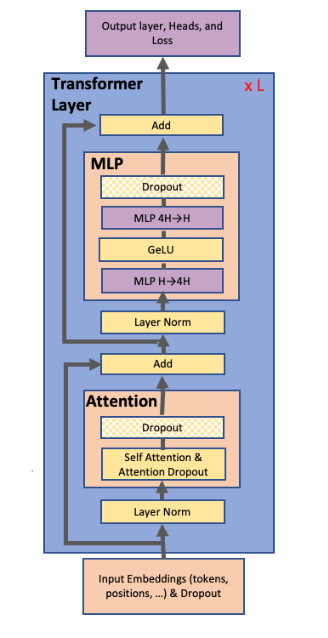 Output layer, Heads, and
Loss
Transformer
Layer
x L
Add
MLP
Dropout
MLP 4H→H
GeLU
MLP H→4H
Layer Norm
Add
Attention
Dropout
Self Attention &
Attention Dropout
Layer Norm
Input Embeddings (tokens,
positions, ...) & Dropout